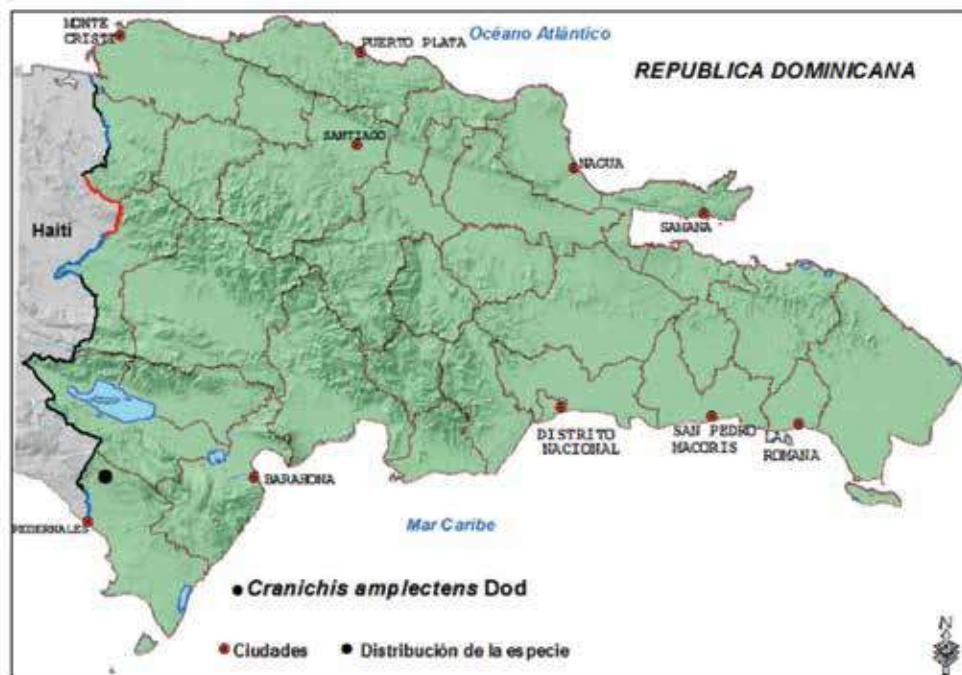 MONTE
CRISTI
PUERTO PLATA
Océano Atlántico
REPUBLICA DOMINICANA
SANTIAGO
NAGUA
SAMANA
Haití
DISTRITO
NACIONAL
SAN PEDRO
MACORIS
LA
ROMANA
BARAHONA
PEDERNALES
Mar Caribe
Cranichis amplectens Dod
Ciudades
Distribución de la especie
N